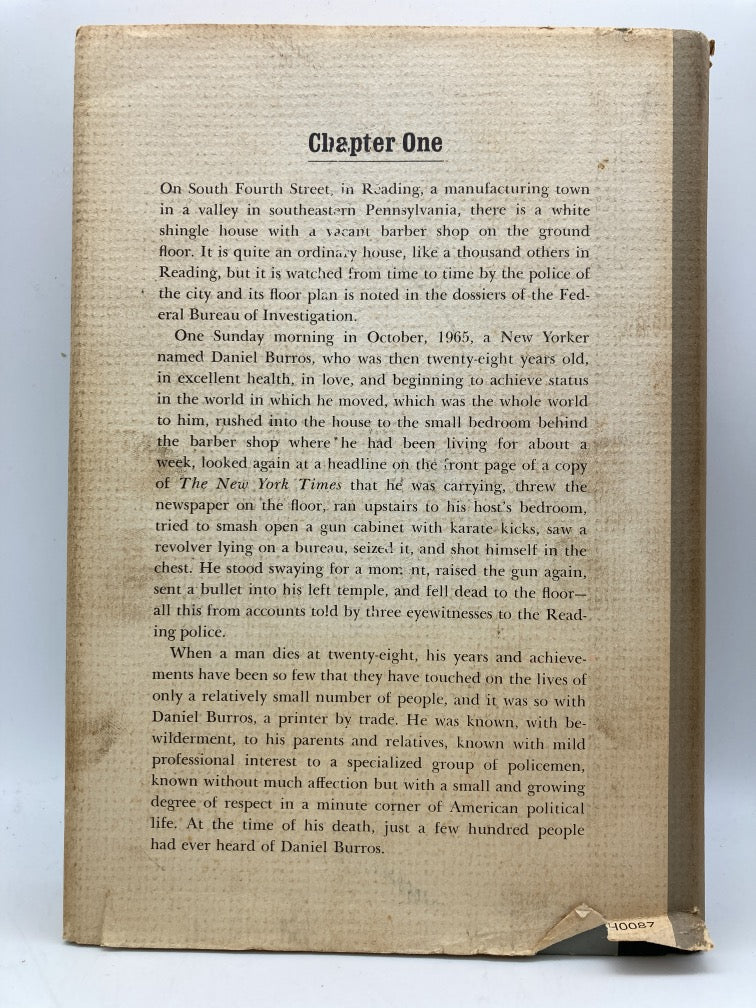 Chapter One
On South Fourth Street, in Reading, a manufacturing town
in a valley in southeastern Pennsylvania, there is a white
shingle house with a vacant barber shop on the ground
floor. It is quite an ordinary house, like a thousand others in
Reading, but it is watched from time to time by the police of
the city and its floor plan is noted in the dossiers of the Fed-
eral Bureau of Investigation.
One Sunday morning in October, 1965, a New Yorker
named Daniel Burros, who was then twenty-eight years old,
in excellent health, in love, and beginning to achieve status
in the world in which he moved, which was the whole world
to him, rushed into the house to the small bedroom behind
the barber shop where he had been living for about a
week, looked again at a headline on the front page of a copy
of The New York Times that he was carrying, threw the
newspaper on the floor, ran upstairs to his host's bedroom,
tried to smash open a gun cabinet with karate kicks, saw a
revolver lying on a bureau, seized it, and shot himself in the
chest. He stood swaying for a moment, raised the gun again,
sent a bullet into his left temple, and fell dead to the floor—
all this from accounts told by three eyewitnesses to the Read-
ing police.
When a man dies at twenty-eight, his years and achieve-
ments have been so few that they have touched on the lives of
only a relatively small number of people, and it was so with
Daniel Burros, a printer by trade. He was known, with be-
wilderment, to his parents and relatives, known with mild
professional interest to a specialized group of policemen,
known without much affection but with a small and growing
degree of respect in a minute corner of American political
life. At the time of his death, just a few hundred people
had ever heard of Daniel Burros.
40087